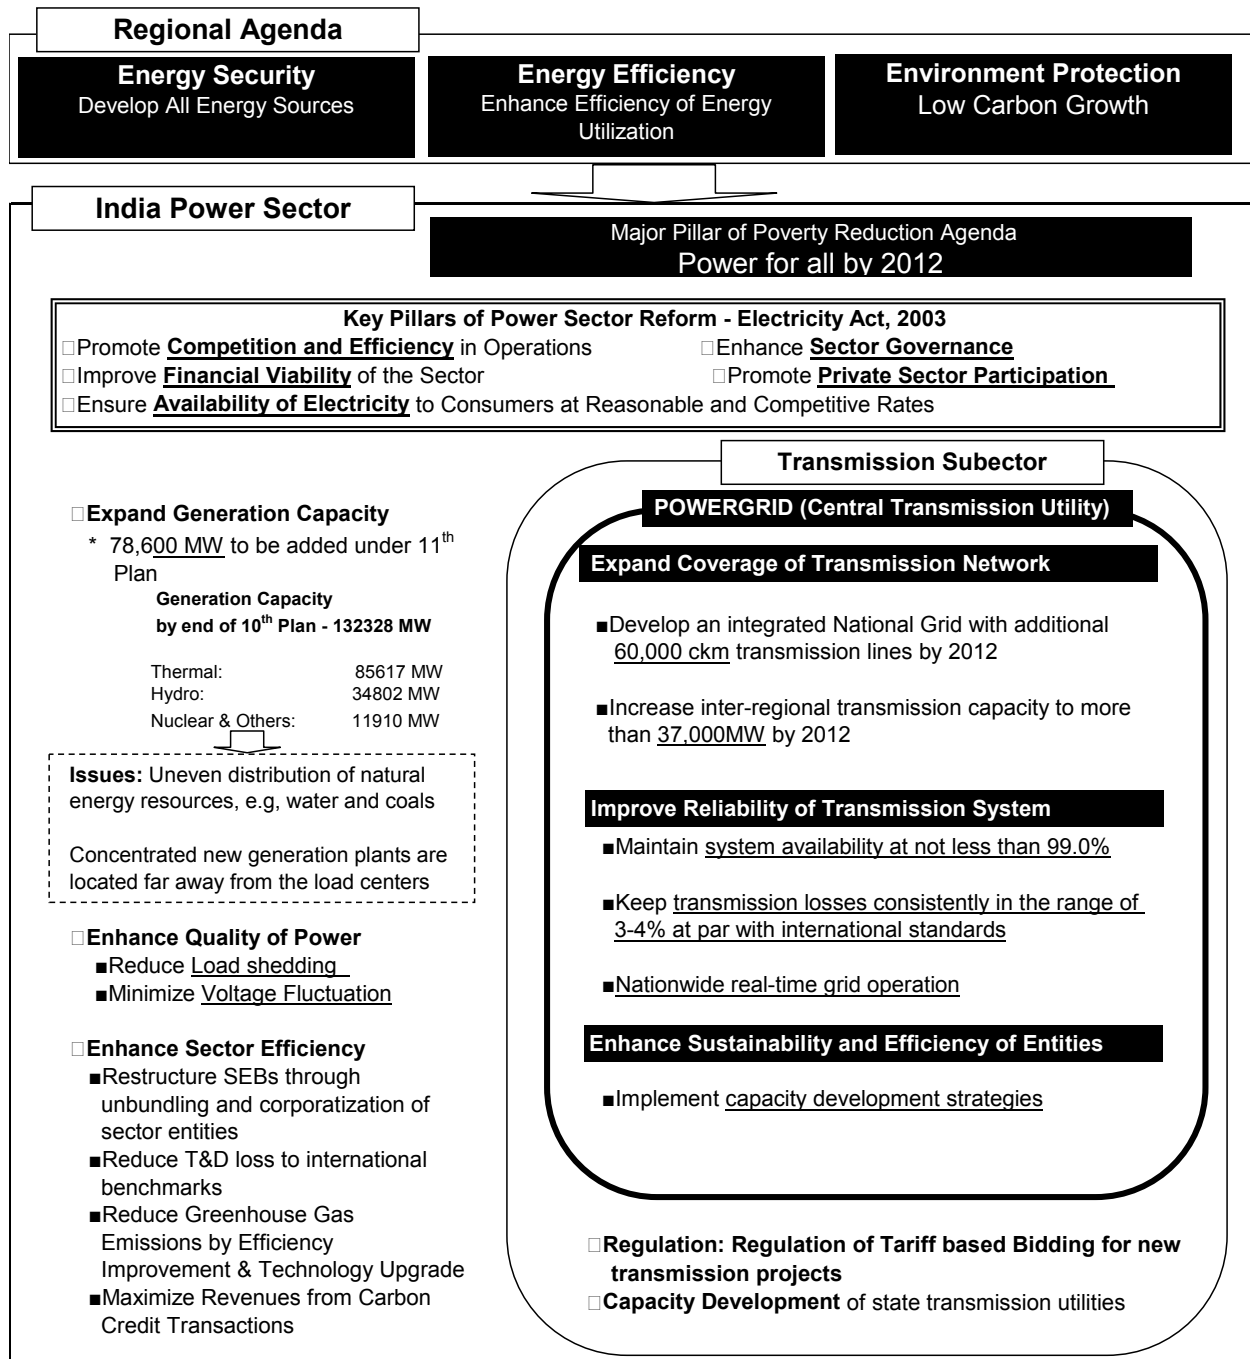 Regional Agenda
Energy Security
Develop All Energy Sources
Energy Efficiency
Enhance Efficiency of Energy
Utilization
Environment Protection
Low Carbon Growth
India Power Sector
Major Pillar of Poverty Reduction Agenda
Power for all by 2012
Key Pillars of Power Sector Reform - Electricity Act, 2003
□Promote Competition and Efficiency in Operations
□Enhance Sector Governance
□Improve Financial Viability of the Sector
□Promote Private Sector Participation
□Ensure Availability of Electricity to Consumers at Reasonable and Competitive Rates
□Expand Generation Capacity
* 78,600 MW to be added under 11th
Plan
Generation Capacity
by end of 10th Plan - 132328 MW
Thermal: 85617 MW
Hydro: 34802 MW
Nuclear & Others: 11910 MW
Issues: Uneven distribution of natural
energy resources, e.g, water and coals
Concentrated new generation plants are
located far away from the load centers
□Enhance Quality of Power
■Reduce Load shedding
■Minimize Voltage Fluctuation
□Enhance Sector Efficiency
■Restructure SEBs through
unbundling and corporatization of
sector entities
■Reduce T&D loss to international
benchmarks
■Reduce Greenhouse Gas
Emissions by Efficiency
Improvement & Technology Upgrade
■Maximize Revenues from Carbon
Credit Transactions
Transmission Subector
POWERGRID (Central Transmission Utility)
Expand Coverage of Transmission Network
■Develop an integrated National Grid with additional
60,000 ckm transmission lines by 2012
■Increase inter-regional transmission capacity to more
than 37,000MW by 2012
Improve Reliability of Transmission System
■Maintain system availability at not less than 99.0%
■Keep transmission losses consistently in the range of
3-4% at par with international standards
■Nationwide real-time grid operation
Enhance Sustainability and Efficiency of Entities
■Implement capacity development strategies
□Regulation: Regulation of Tariff based Bidding for new
transmission projects
□Capacity Development of state transmission utilities